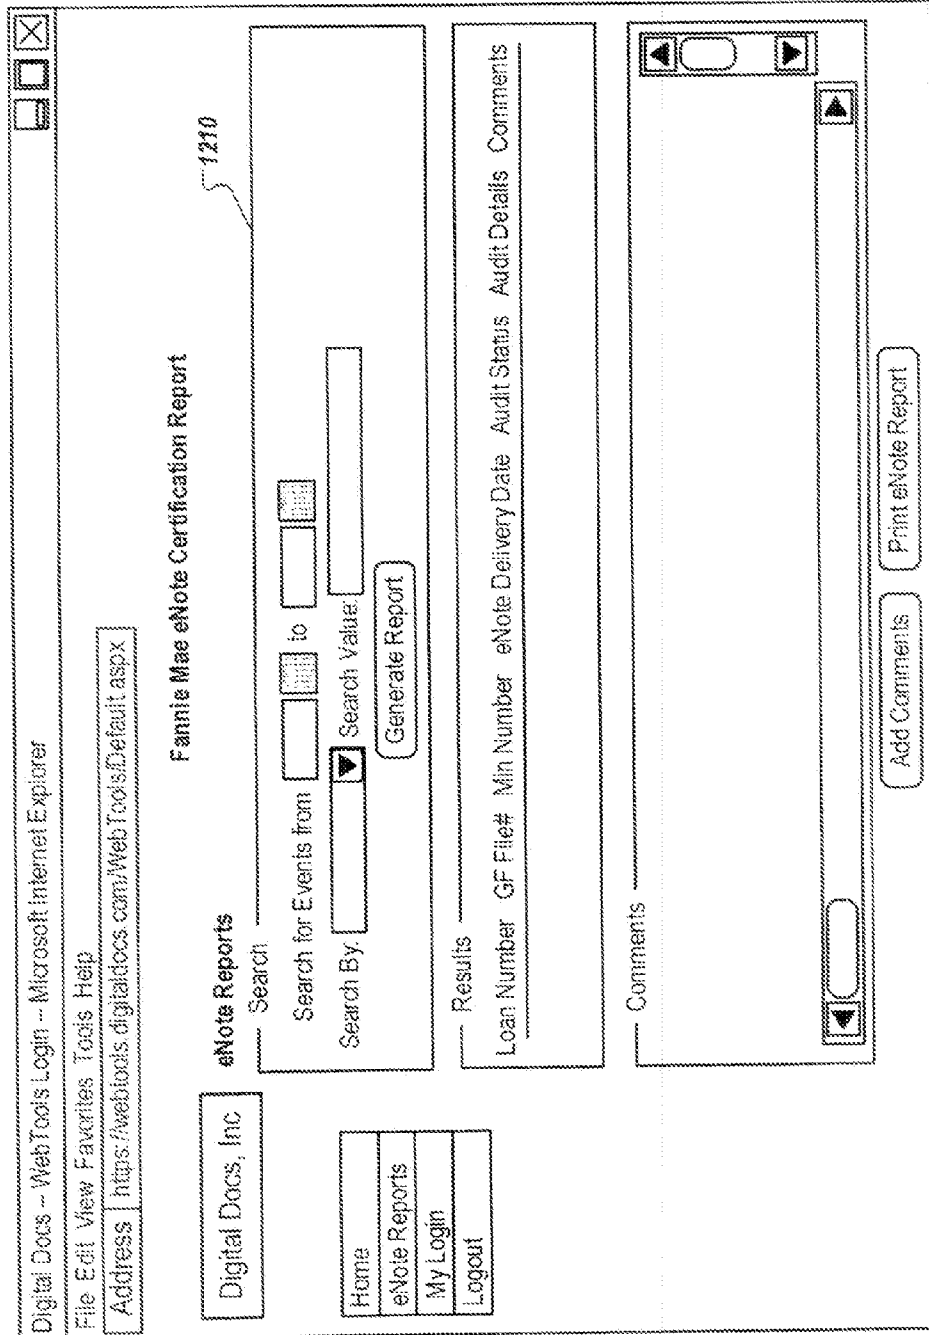 Digital Docs -- WebTools Login -- Microsoft Internet Explorer
File Edit View Favorites Tools Help
Address https://webtools.digitaldocs.com/WebTools/Default.aspx
Fannie Mae eNote Certification Report
Digital Docs, Inc
eNote Reports
1210
Search
Search for Events from to
Search By: Search Value:
Generate Report
Home
eNote Reports
My Login
Logout
Results
Loan Number GF File# Min Number eNote Delivery Date Audit Status Audit Details Comments
Comments
Add Comments Print eNote Report